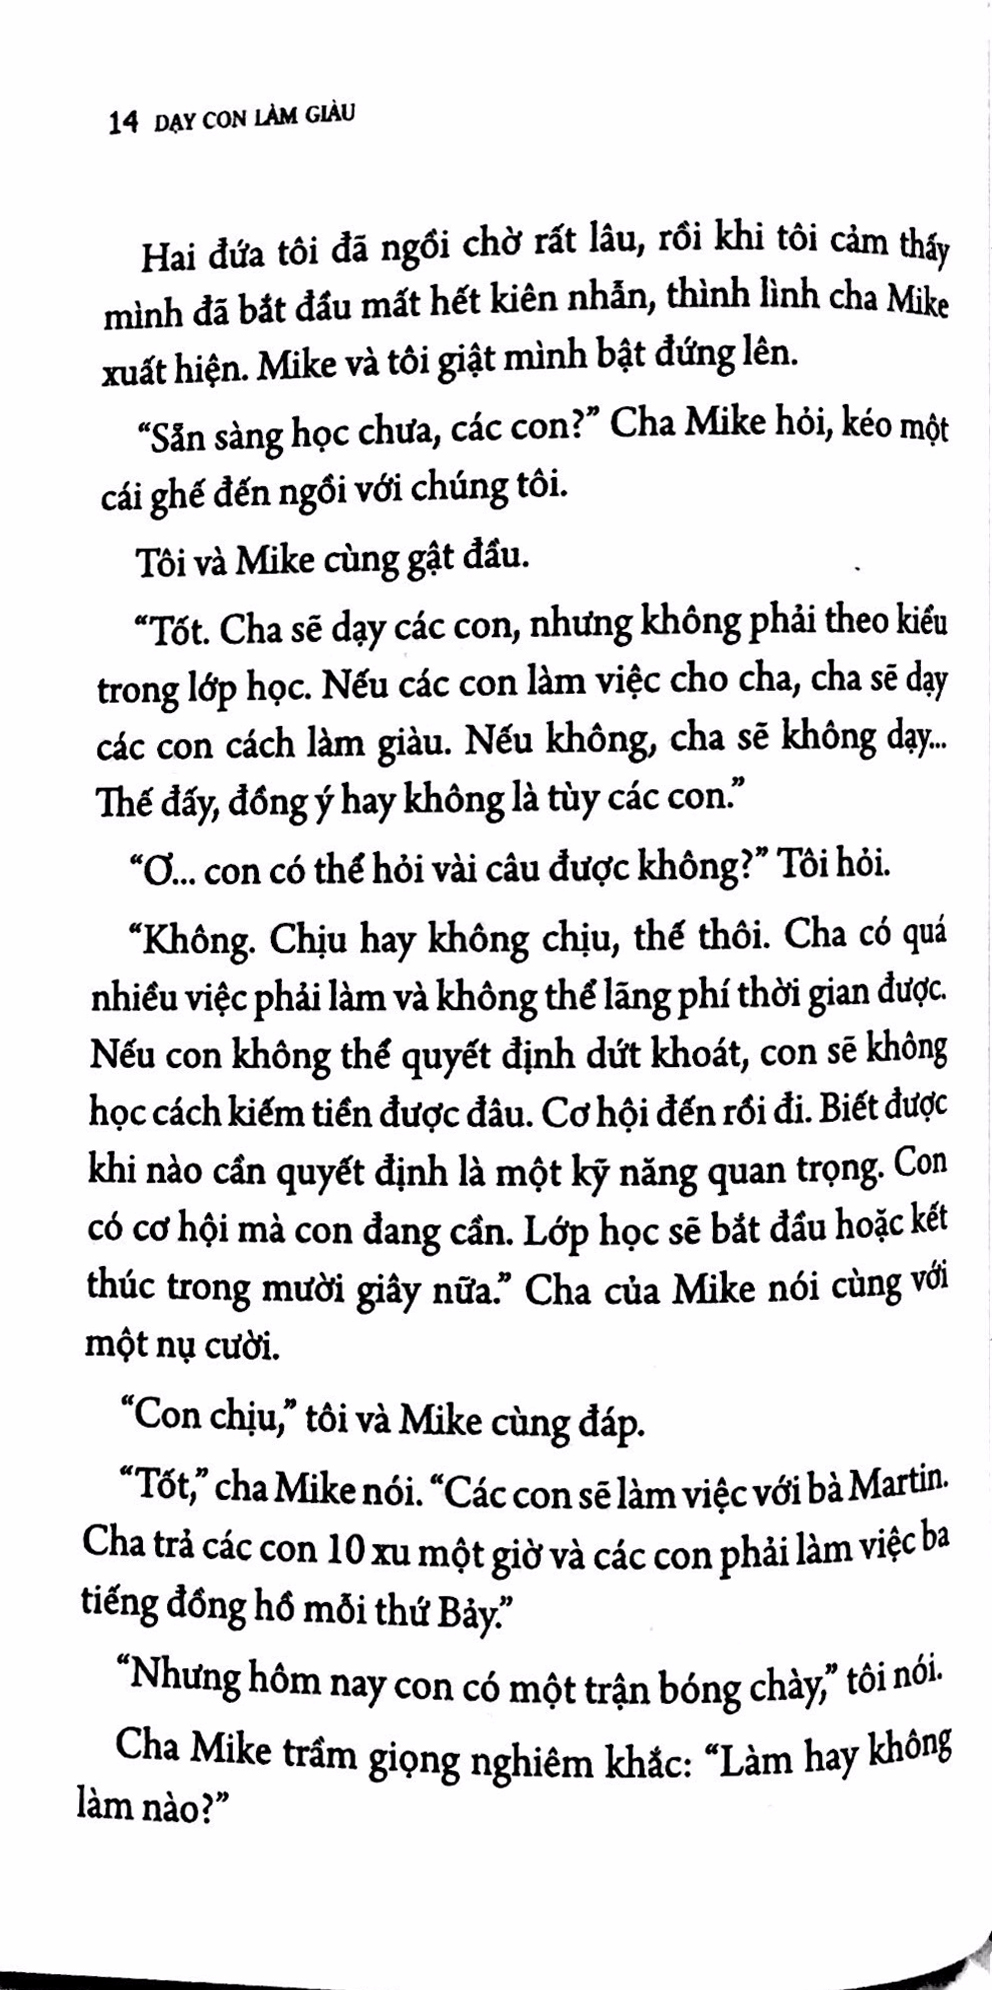 14 DẠY CON LÀM GIÀU
Hai đứa tôi đã ngồi chờ rất lâu, rồi khi tôi cảm thấy
mình đã bắt đầu mất hết kiên nhẫn, thình lình cha Mike
xuất hiện. Mike và tôi giật mình bật đứng lên.
“Sẵn sàng học chưa, các con?” Cha Mike hỏi, kéo một
cái ghế đến ngồi với chúng tôi.
Tôi và Mike cùng gật đầu.
“Tốt. Cha sẽ dạy các con, nhưng không phải theo kiểu
trong lớp học. Nếu các con làm việc cho cha, cha sẽ dạy
các con cách làm giàu. Nếu không, cha sẽ không dạy...
Thế đấy, đồng ý hay không là tùy các con.”
“Ơ... con có thể hỏi vài câu được không?” Tôi hỏi.
“Không. Chịu hay không chịu, thế thôi. Cha có quá
nhiều việc phải làm và không thể lãng phí thời gian được.
Nếu con không thể quyết định dứt khoát, con sẽ không
học cách kiếm tiền được đâu. Cơ hội đến rồi đi. Biết được
khi nào cần quyết định là một kỹ năng quan trọng. Con
có cơ hội mà con đang cần. Lớp học sẽ bắt đầu hoặc kết
thúc trong mười giây nữa.” Cha của Mike nói cùng với
một nụ cười.
“Con chịu,” tôi và Mike cùng đáp.
“Tốt,” cha Mike nói. “Các con sẽ làm việc với bà Martin.
Cha trả các con 10 xu một giờ và các con phải làm việc ba
tiếng đồng hồ mỗi thứ Bảy.”
“Nhưng hôm nay con có một trận bóng chày,” tôi nói.
Cha Mike trầm giọng nghiêm khắc: “Làm hay không
làm nào?”